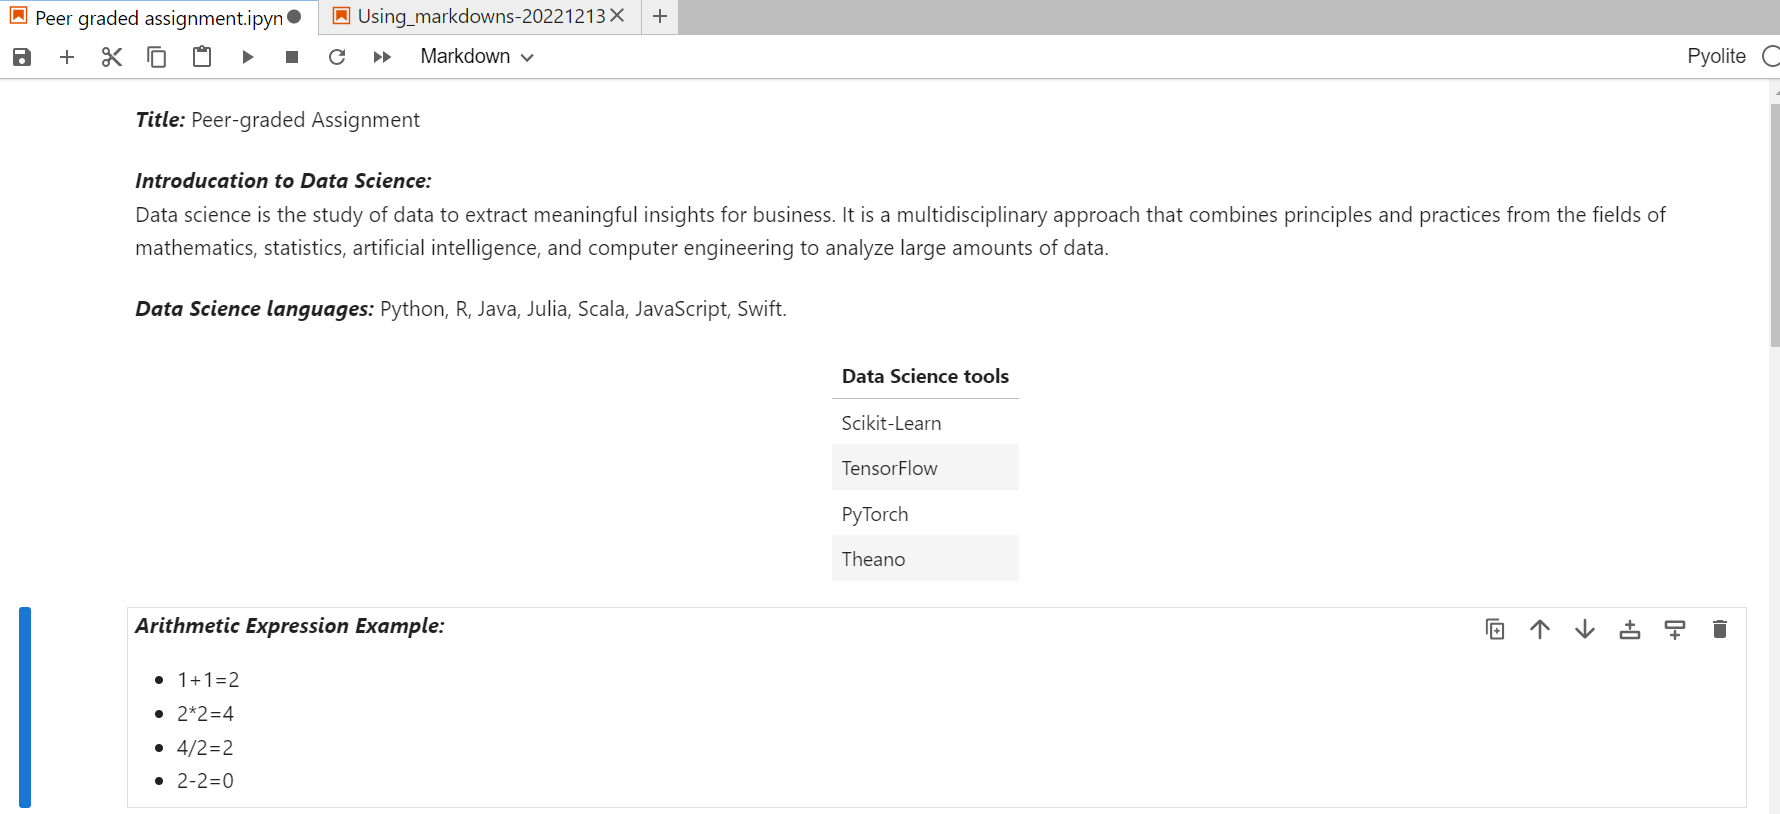 Peer graded assignment.ipyn
Using_markdowns-20221213
Markdown
Pyolite
Title: Peer-graded Assignment
Introducation to Data Science:
Data science is the study of data to extract meaningful insights for business. It is a multidisciplinary approach that combines principles and practices from the fields of
mathematics, statistics, artificial intelligence, and computer engineering to analyze large amounts of data.
Data Science languages: Python, R, Java, Julia, Scala, JavaScript, Swift.
Data Science tools
Scikit-Learn
TensorFlow
PyTorch
Theano
Arithmetic Expression Example:
1+1=2
2*2=4
4/2=2
2-2=0